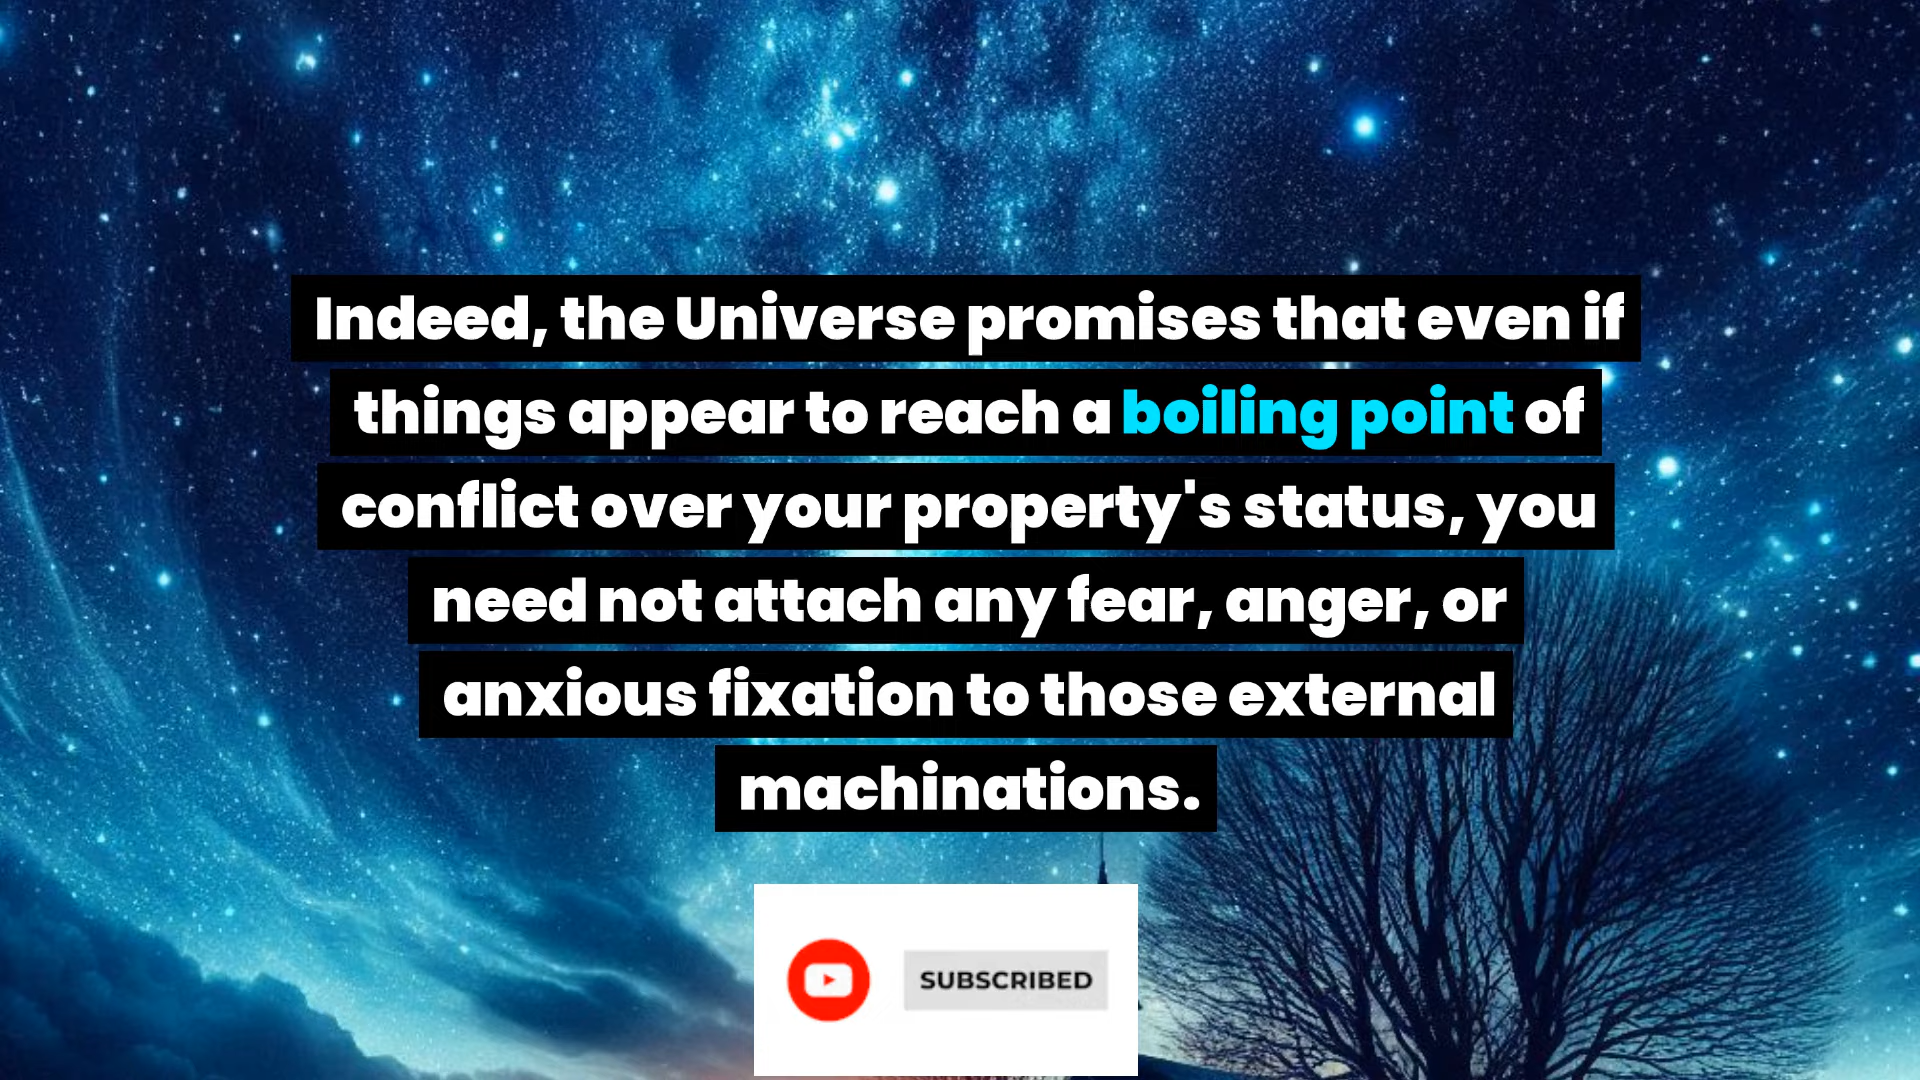 Indeed, the Universe promises that even if
things appear to reach a boiling point of
conflict over your property's status, you
need not attach any fear, anger, or
anxious fixation to those external
machinations.
SUBSCRIBED